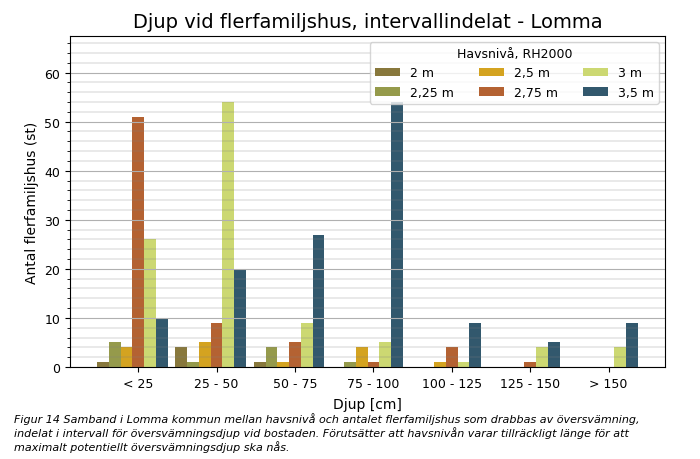 Djup vid flerfamiljshus, intervallindelat - Lomma
Havsnivå, RH2000
2 m 2,5 m 3 m
2,25 m 2,75 m 3,5 m
Antal flerfamiljshus (st)
60
50
40
30
20
10
0
< 25 25 - 50 50 - 75 75 - 100 100 - 125 125 - 150 > 150
Djup [cm]
Figur 14 Samband i Lomma kommun mellan havsnivå och antalet flerfamiljshus som drabbas av översvämning,
indelat i intervall för översvämningsdjup vid bostaden. Förutsätter att havsnivån varar tillräckligt länge för att
maximalt potentiellt översvämningsdjup ska nås.